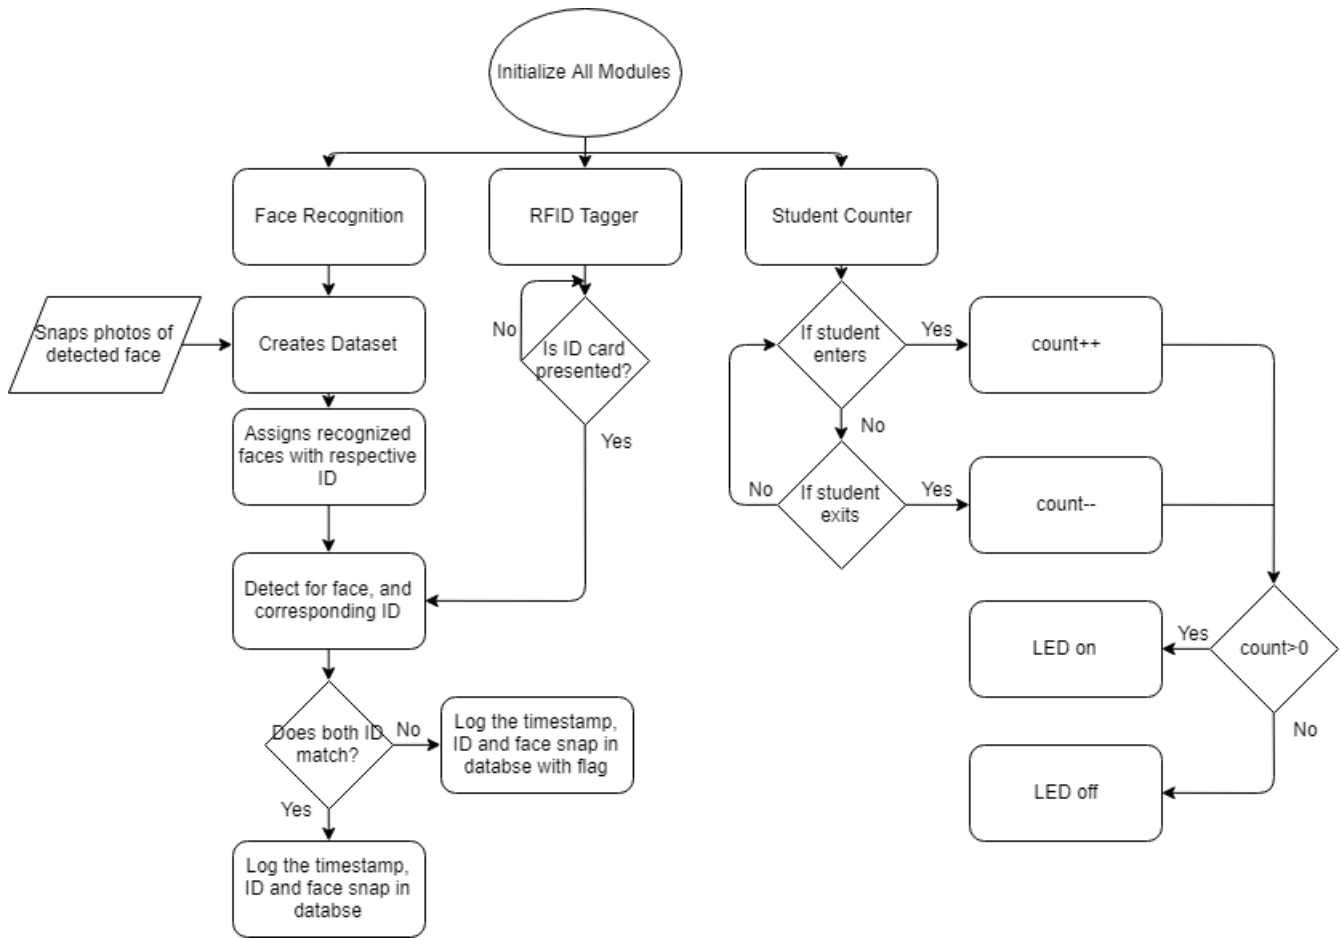 Initialize All Modules
Face Recognition
RFID Tagger
Student Counter
Snaps photos of
detected face
Creates Dataset
No
Is ID card
presented?
Yes
If student
enters
Yes
count++
No
Assigns recognized
faces with respective
ID
No
If student
exits
Yes
count--
Detect for face, and
corresponding ID
LED on
Yes
count>0
No
Does both ID
match?
No
Log the timestamp,
ID and face snap in
databse with flag
LED off
Yes
Log the timestamp,
ID and face snap in
databse